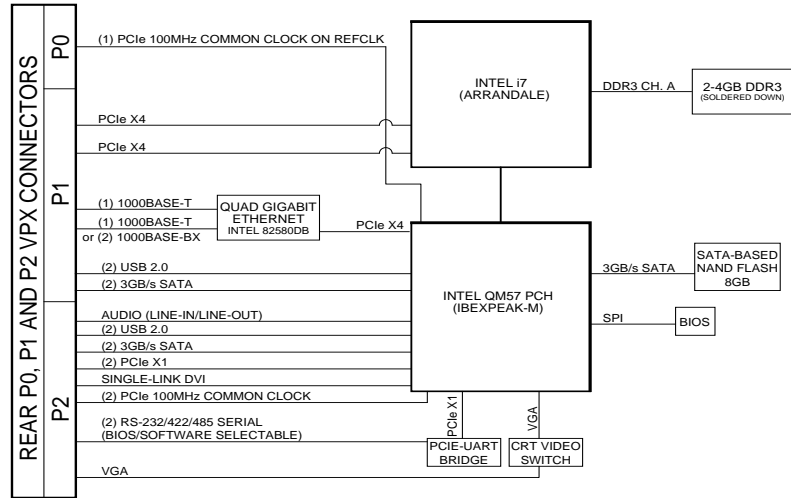 REAR P0, P1 AND P2 VPX CONNECTORS
P0
P1
P2
(1) PCIe 100MHz COMMON CLOCK ON REFCLK
INTEL i7
(ARRANDALE)
DDR3 CH. A
2-4GB DDR3
(SOLDERED DOWN)
PCIe X4
PCIe X4
(1) 1000BASE-T
(1) 1000BASE-T
or (2) 1000BASE-BX
QUAD GIGABIT
ETHERNET
INTEL 82580DB
PCIe X4
(2) USB 2.0
(2) 3GB/s SATA
INTEL QM57 PCH
(IBEXPEAK-M)
3GB/s SATA
SATA-BASED
NAND FLASH
8GB
SPI
BIOS
AUDIO (LINE-IN/LINE-OUT)
(2) USB 2.0
(2) 3GB/s SATA
(2) PCIe X1
SINGLE-LINK DVI
(2) PCIe 100MHz COMMON CLOCK
(2) RS-232/422/485 SERIAL
(BIOS/SOFTWARE SELECTABLE)
PCIe X1
VGA
PCIE-UART
BRIDGE
CRT VIDEO
SWITCH
VGA